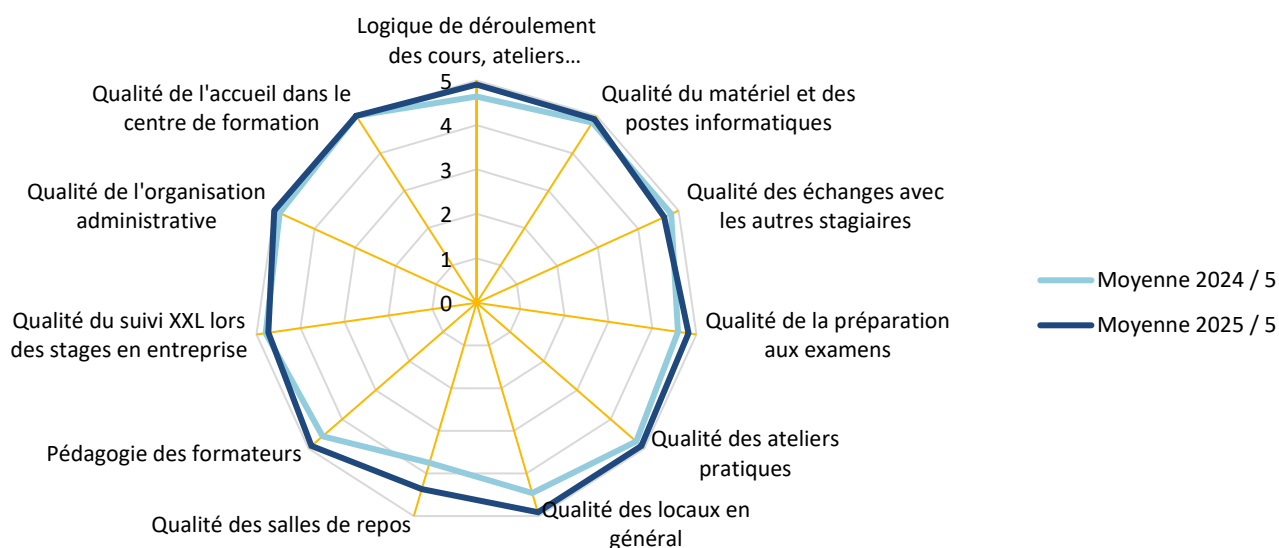 Logique de déroulement
des cours, ateliers…
Qualité du matériel et des
postes informatiques
Qualité des échanges avec
les autres stagiaires
Qualité de la préparation
aux examens
Qualité des ateliers
pratiques
Qualité des locaux en
général
Qualité des salles de repos
Pédagogie des formateurs
Qualité du suivi XXL lors
des stages en entreprise
Qualité de l'organisation
administrative
Qualité de l'accueil dans le
centre de formation
5
4
3
2
1
0
Moyenne 2024 / 5
Moyenne 2025 / 5